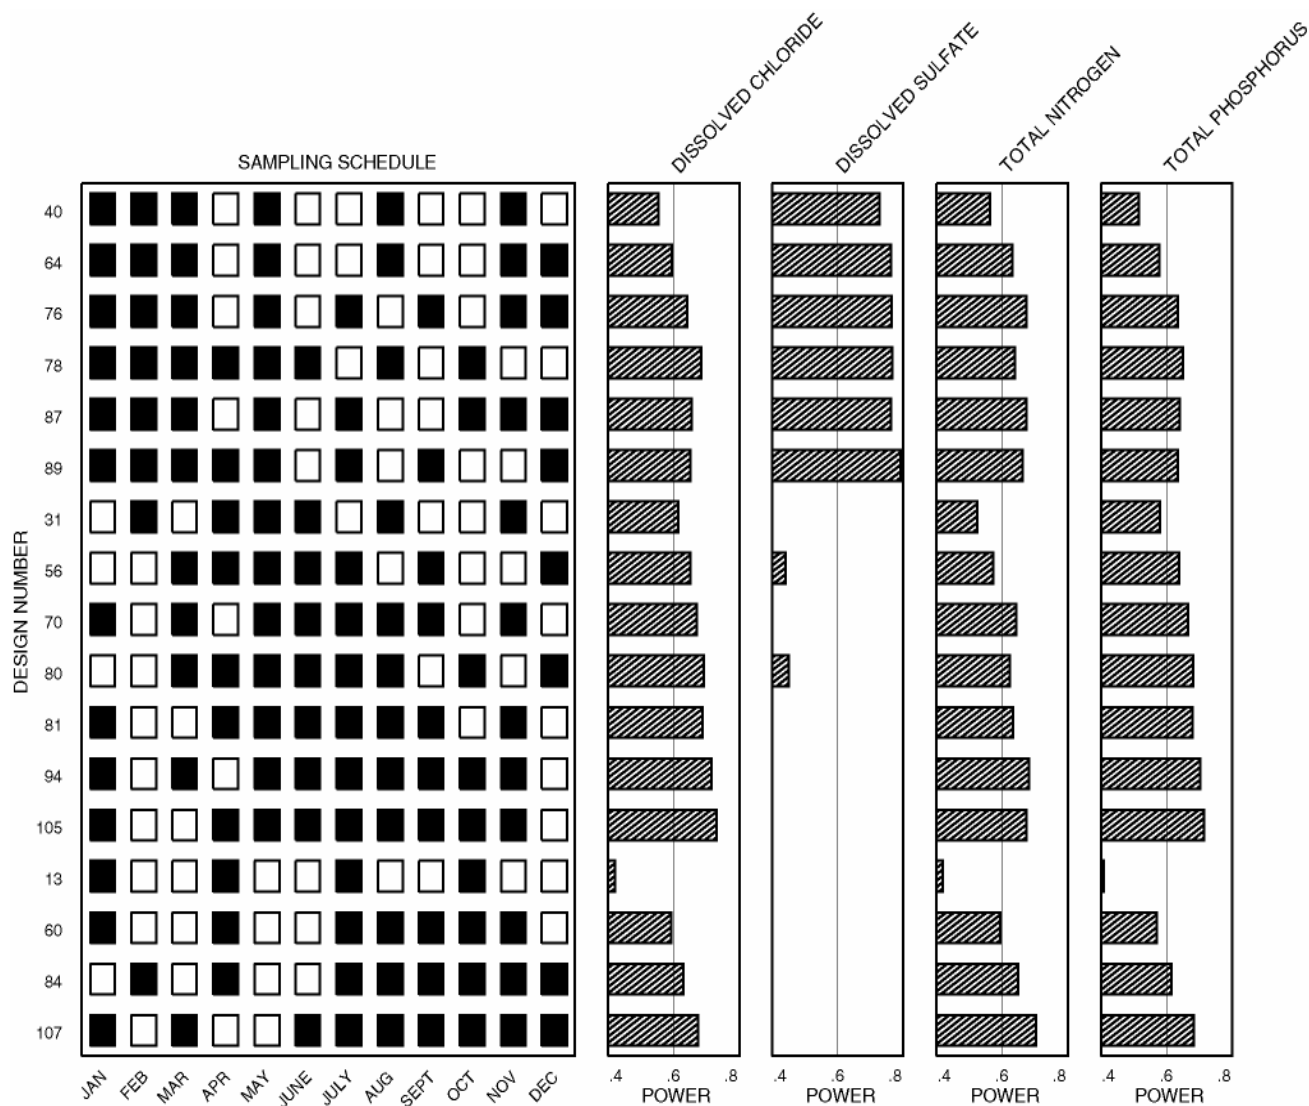 DISSOLVED CHLORIDE
DISSOLVED SULFATE
TOTAL NITROGEN
TOTAL PHOSPHORUS
SAMPLING SCHEDULE
DESIGN NUMBER
40
64
76
78
87
89
31
56
70
80
81
94
105
13
60
84
107
JAN FEB MAR APR MAY JUNE JULY AUG SEPT OCT NOV DEC
.4 .6 .8 .4 .6 .8 .4 .6 .8 .4 .6 .8
POWER POWER POWER POWER